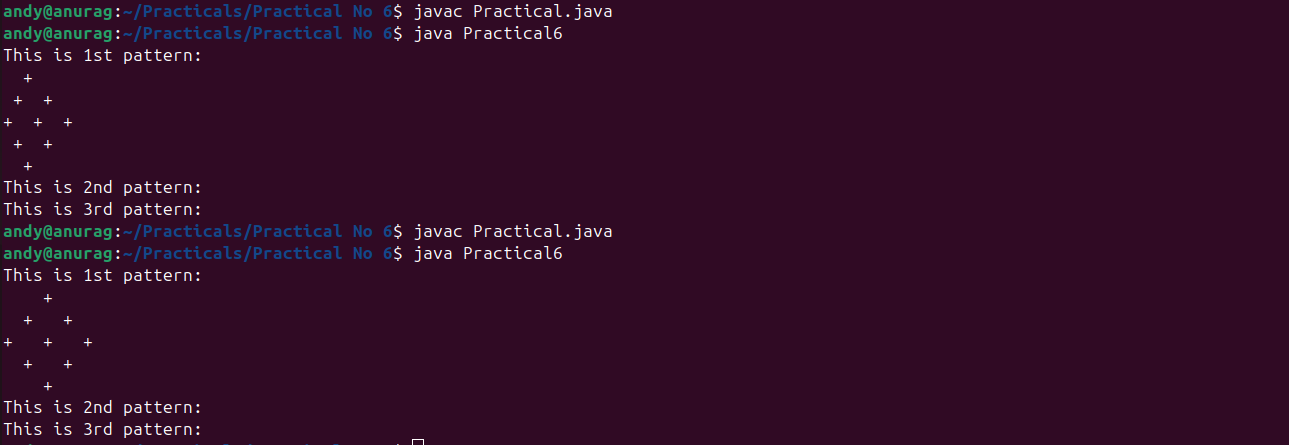 andy@anurag:~/Practicals/Practical No 6$ javac Practical.java
andy@anurag:~/Practicals/Practical No 6$ java Practical6
This is 1st pattern:
  +
 +  +
+  +  +
 +  +
  +
This is 2nd pattern:
This is 3rd pattern:
andy@anurag:~/Practicals/Practical No 6$ javac Practical.java
andy@anurag:~/Practicals/Practical No 6$ java Practical6
This is 1st pattern:
    +
  +   +
+   +   +
  +   +
    +
This is 2nd pattern:
This is 3rd pattern: